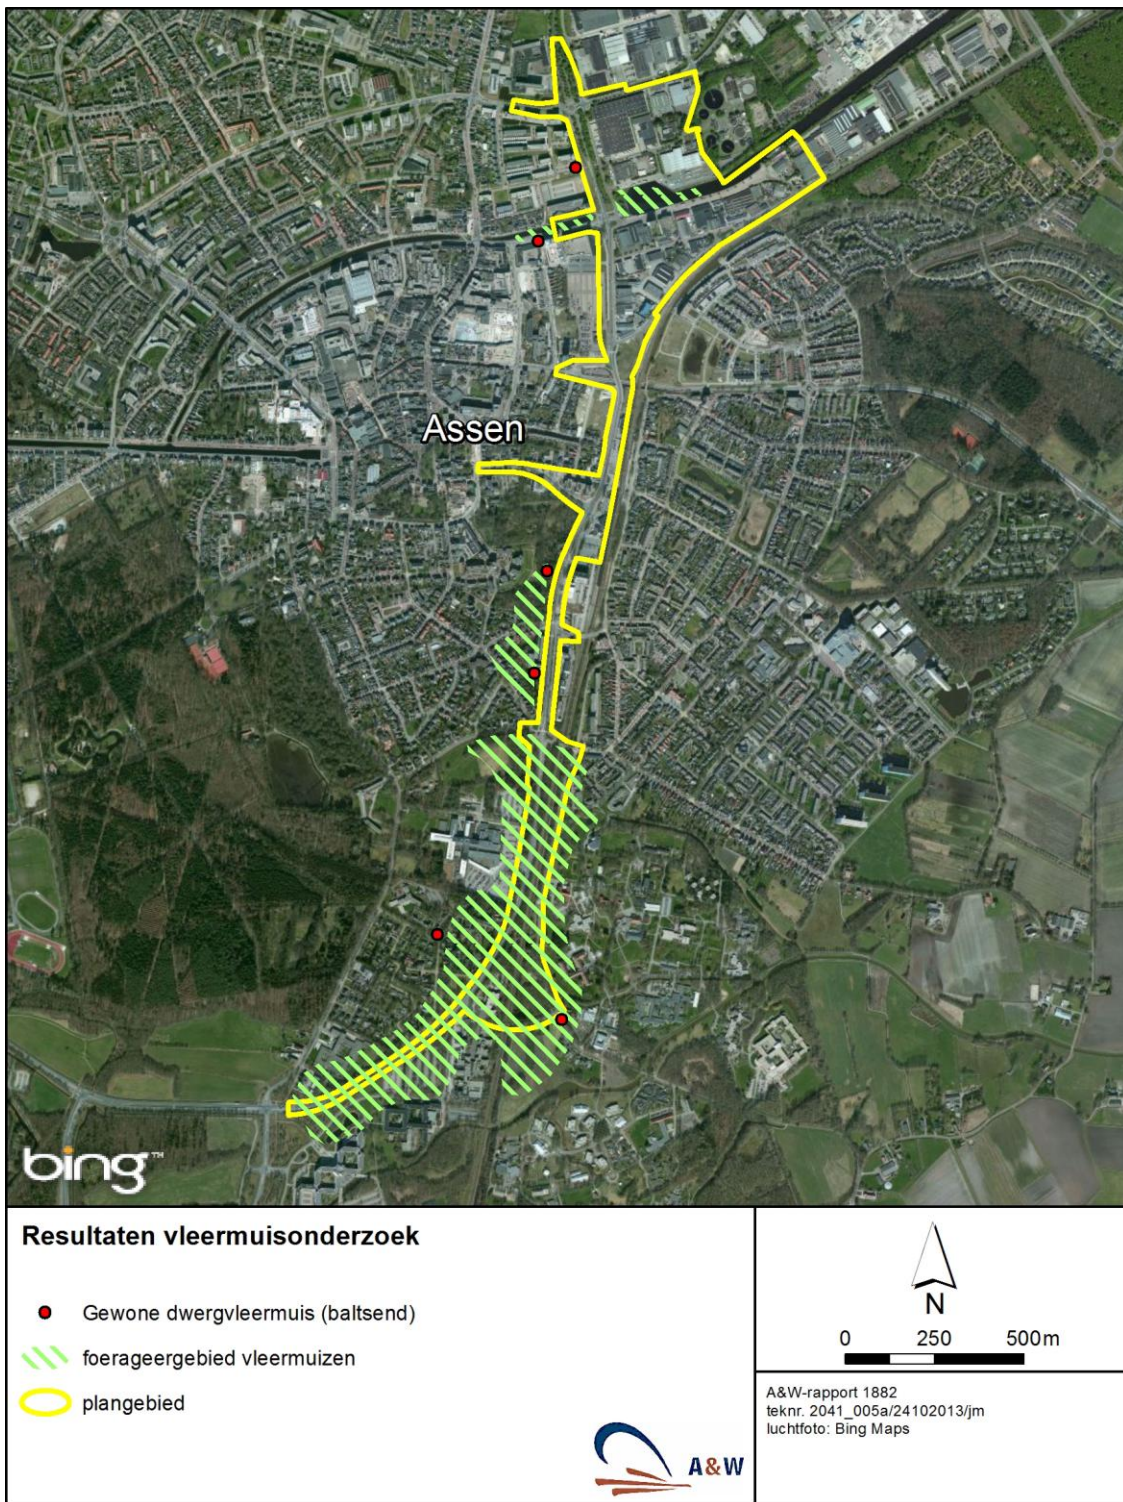 Assen
bing™
Resultaten vleermuisonderzoek
Gewone dwergvleermuis (baltsend)
foerageergebied vleermuizen
plangebied
A&W
N
0 250 500m
A&W-rapport 1882
teknr. 2041_005a/24102013/jm
luchtfoto: Bing Maps